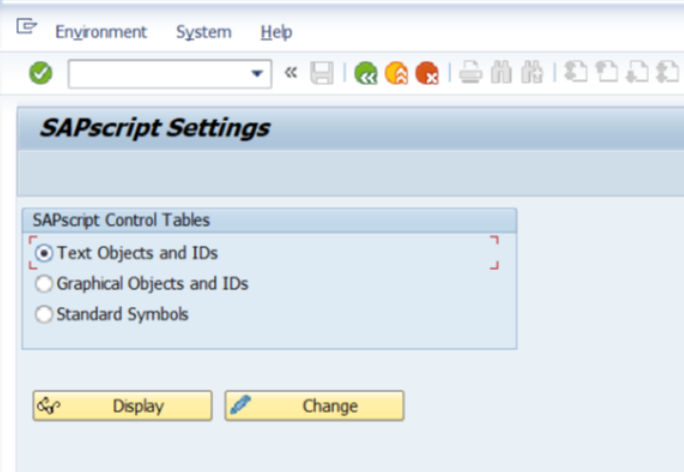 Environment System Help
SAPscript Settings
SAPscript Control Tables
Text Objects and IDs
Graphical Objects and IDs
Standard Symbols
Display Change